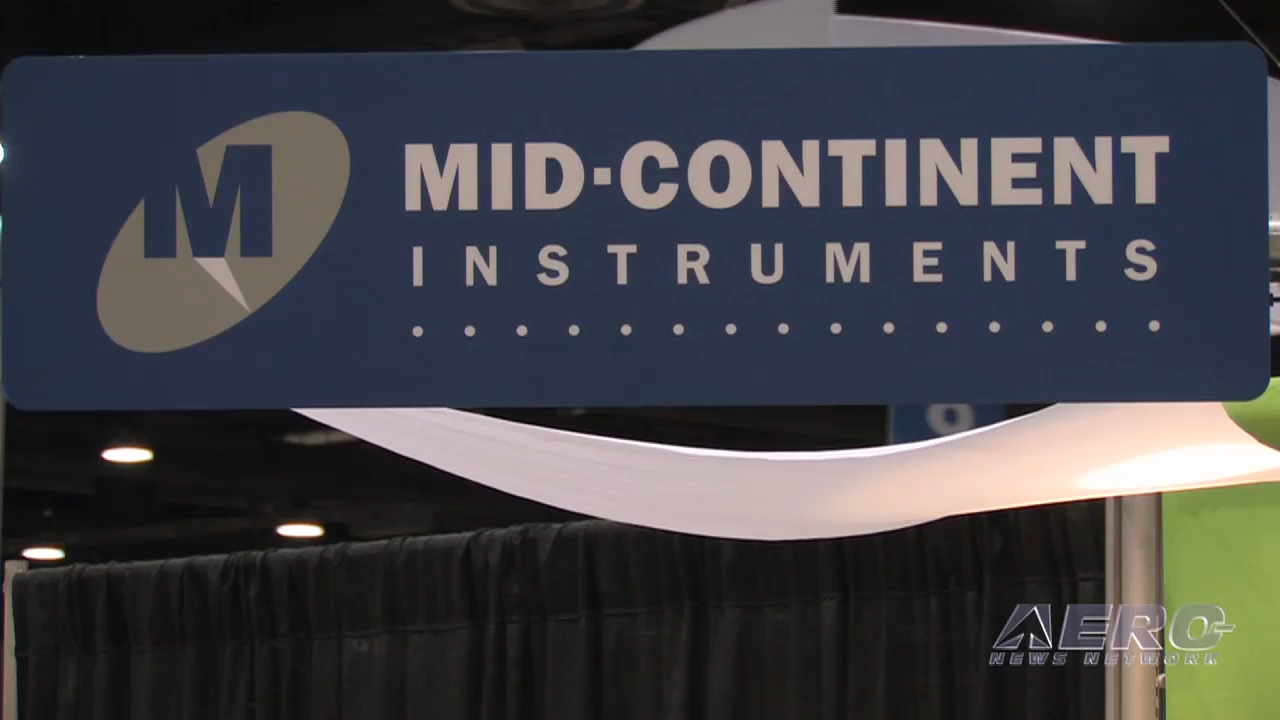 M
MID-CONTINENT
INSTRUMENTS
AERO
NEWS NETWORK